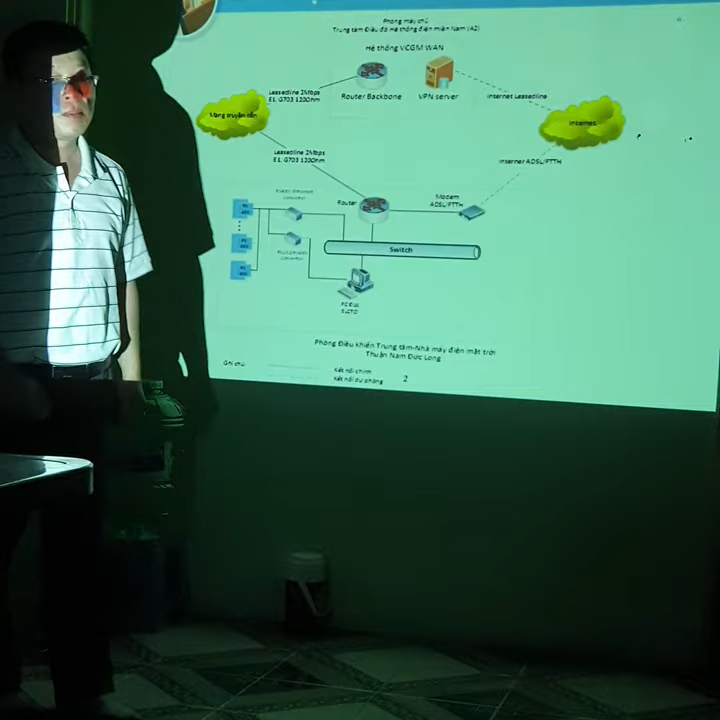 Phòng máy chủ
Trung tâm Điều độ Hệ thống điện miền Nam (A2)
Hệ thống VCGM WAN
Leasedline 2Mbps
E1, G703 120Ohm
Router Backbone
VPN server
Internet Leasedline
Mạng truyền dẫn
Internet
Leasedline 2Mbps
E1, G703 120Ohm
Internet ADSL/FTTH
Router
Modem
ADSL/FTTH
Switch
Phòng Điều khiển Trung tâm-Nhà máy điện mặt trời
Thuận Nam Đức Long
Ghi chú:
Kết nối chính
Kết nối dự phòng
2